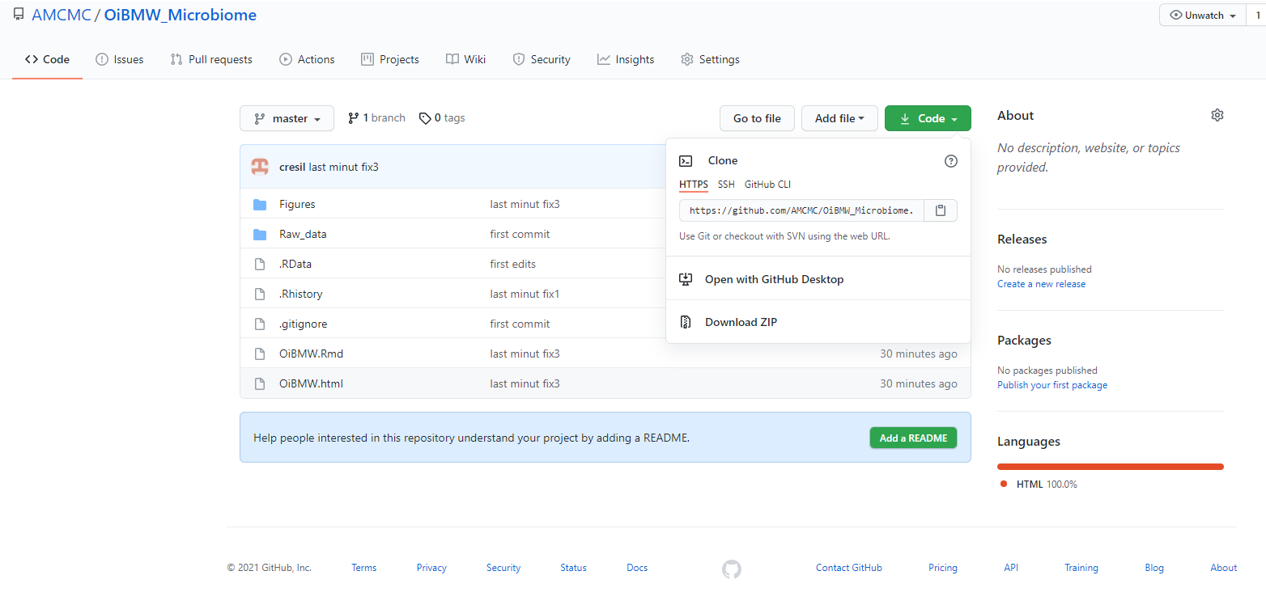 AMCMC / OiBMW_Microbiome
Unwatch 1
Code Issues Pull requests Actions Projects Wiki Security Insights Settings
master 1 branch 0 tags
Go to file Add file Code
cresil last minut fix3
Figures last minut fix3
Raw_data first commit
.RData first edits
.Rhistory last minut fix1
.gitignore first commit
OiBMW.Rmd last minut fix3 30 minutes ago
OiBMW.html last minut fix3 30 minutes ago
Clone
HTTPS SSH GitHub CLI
https://github.com/AMCMC/OiBMW_Microbiome.
Use Git or checkout with SVN using the web URL.
Open with GitHub Desktop
Download ZIP
Help people interested in this repository understand your project by adding a README.
Add a README
About
No description, website, or topics
provided.
Releases
No releases published
Create a new release
Packages
No packages published
Publish your first package
Languages
HTML 100.0%
© 2021 GitHub, Inc. Terms Privacy Security Status Docs Contact GitHub Pricing API Training Blog About